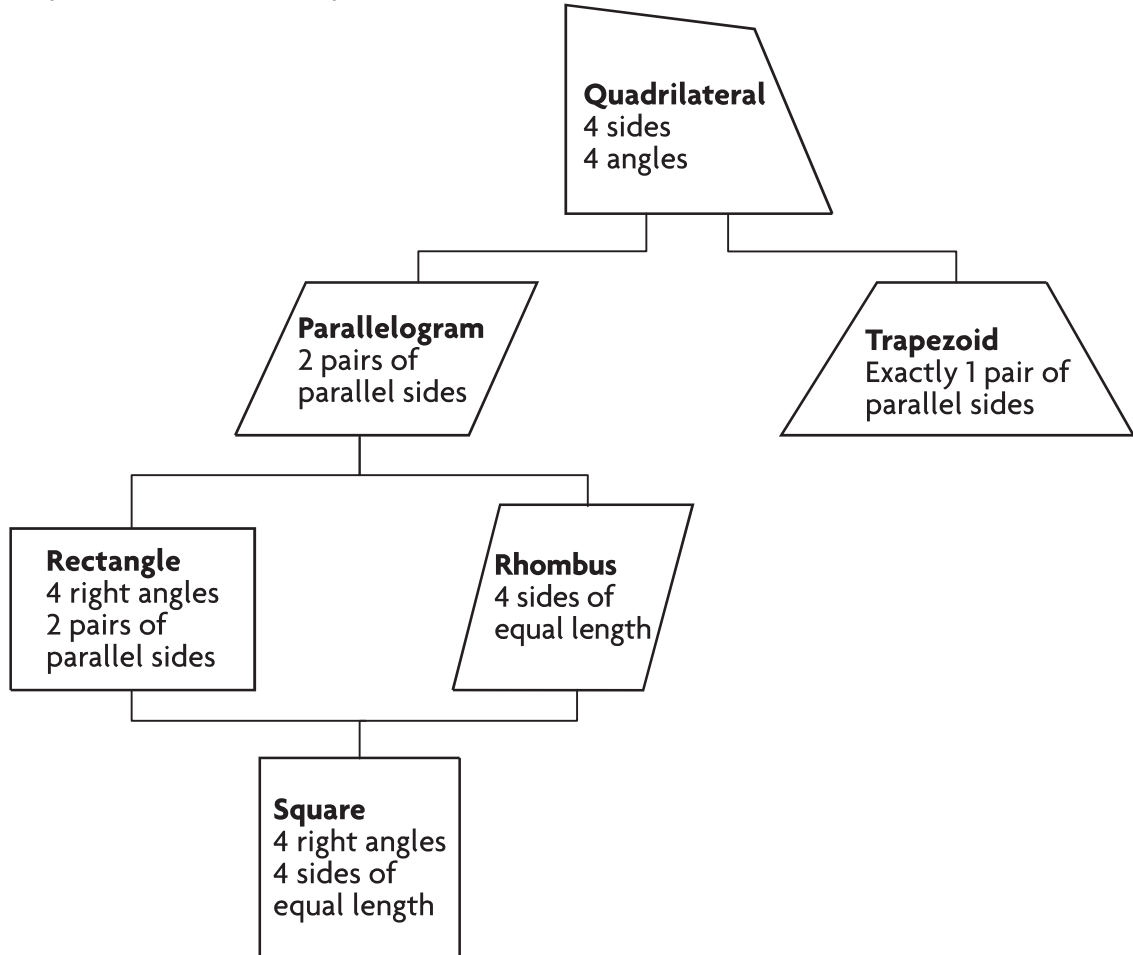 Quadrilateral
4 sides
4 angles
Parallelogram
2 pairs of
parallel sides
Trapezoid
Exactly 1 pair of
parallel sides
Rectangle
4 right angles
2 pairs of
parallel sides
Rhombus
4 sides of
equal length
Square
4 right angles
4 sides of
equal length